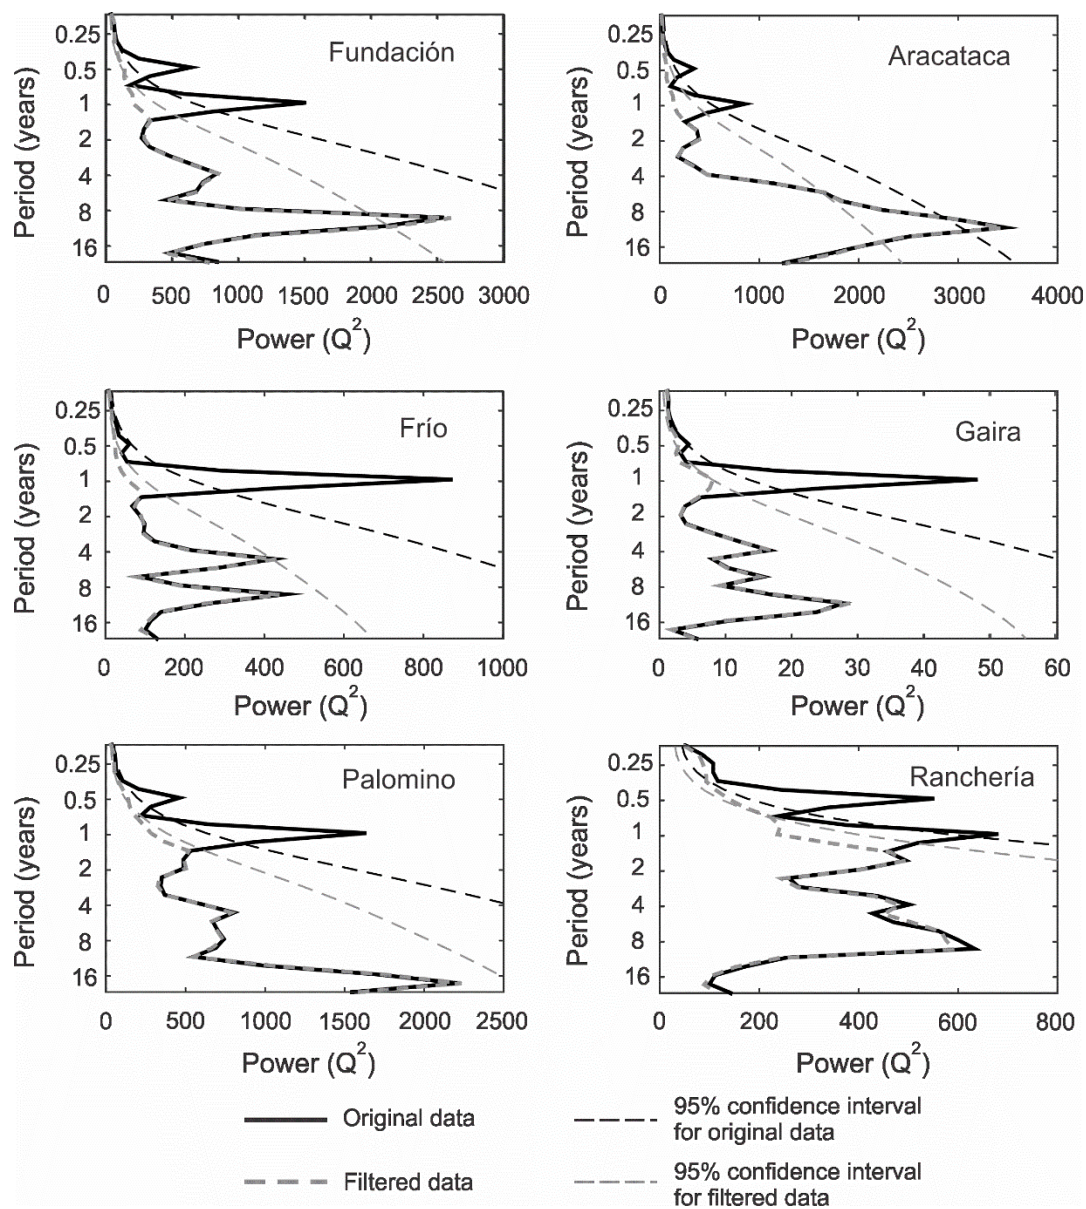 Fundación
Period (years)
0.25
0.5
1
2
4
8
16
0 500 1000 1500 2000 2500 3000
Power (Q²)
Aracataca
Period (years)
0.25
0.5
1
2
4
8
16
0 1000 2000 3000 4000
Power (Q²)
Frío
Period (years)
0.25
0.5
1
2
4
8
16
0 200 400 600 800 1000
Power (Q²)
Gaira
Period (years)
0.25
0.5
1
2
4
8
16
0 10 20 30 40 50 60
Power (Q²)
Palomino
Period (years)
0.25
0.5
1
2
4
8
16
0 500 1000 1500 2000 2500
Power (Q²)
Ranchería
Period (years)
0.25
0.5
1
2
4
8
16
0 200 400 600 800
Power (Q²)
Original data
95% confidence interval
for original data
Filtered data
95% confidence interval
for filtered data